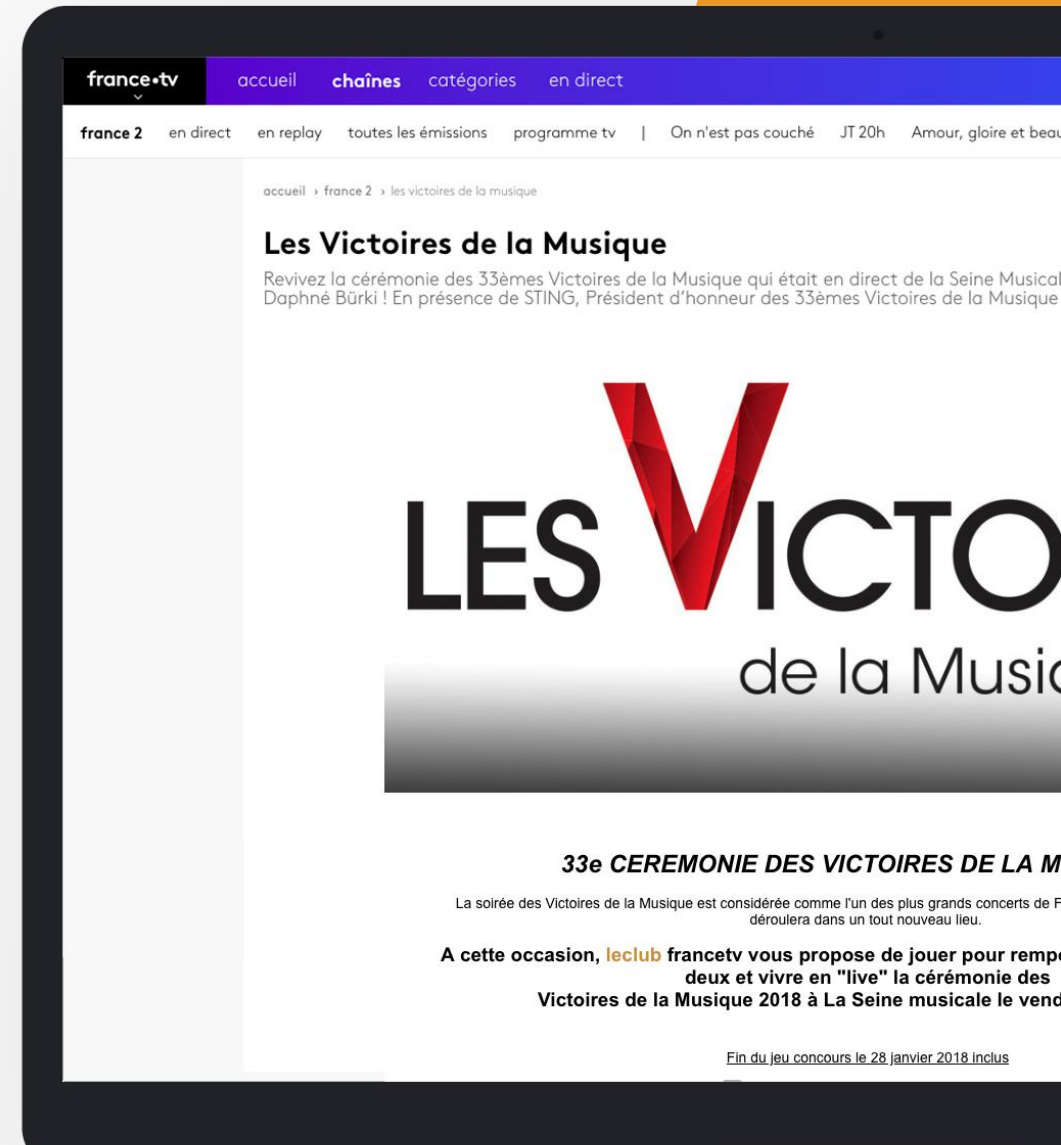 france•tv accueil chaînes catégories en direct
france 2 en direct en replay toutes les émissions programme tv | On n'est pas couché JT 20h Amour, gloire et
accueil › france 2 › les victoires de la musique
Les Victoires de la Musique
Revivez la cérémonie des 33èmes Victoires de la Musique qui était en direct de la Seine
Daphné Bürki ! En présence de STING, Président d'honneur des 33èmes Victoires de la Musique
LES
de la
33e CEREMONIE DES VICTOIRES DE LA
La soirée des Victoires de la Musique est considérée comme l'un des plus grands concerts de
déroulera dans un tout nouveau lieu.
A cette occasion, leclub francetv vous propose de jouer pour
deux et vivre en "live" la cérémonie des
Victoires de la Musique 2018 à La Seine musicale le
Fin du jeu concours le 28 janvier 2018 inclus